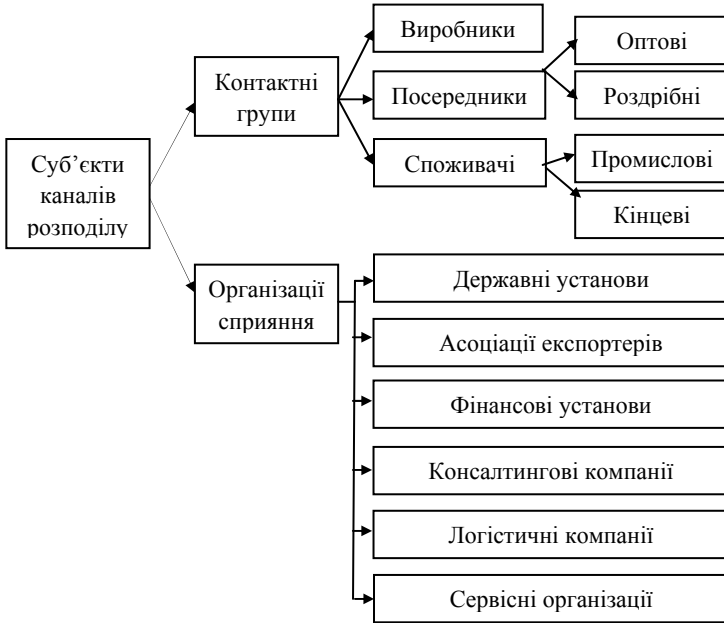 Суб’єкти
каналів
розподілу
Контактні
групи
Виробники
Посередники
Оптові
Роздрібні
Споживачі
Промислові
Кінцеві
Організації
сприяння
Державні установи
Асоціації експортерів
Фінансові установи
Консалтингові компанії
Логістичні компанії
Сервісні організації